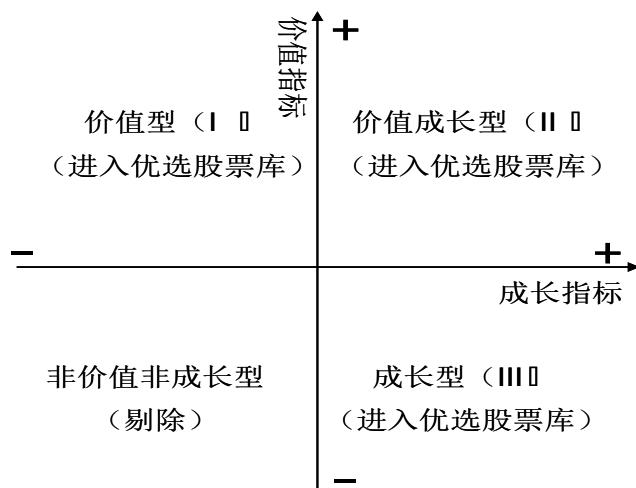 价值指标
+
价值型（I
（进入优选股票库）
价值成长型（II
（进入优选股票库）
−
+
成长指标
非价值非成长型
（剔除）
成长型（III
（进入优选股票库）
−